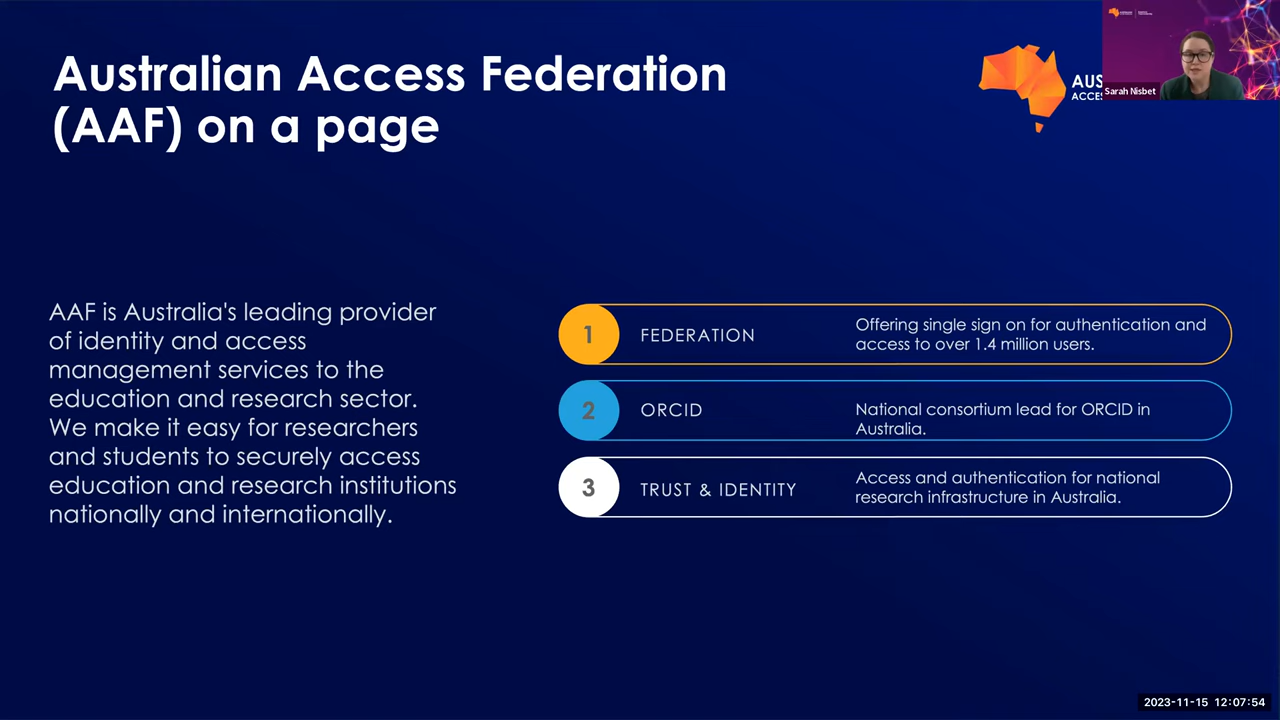 Australian Access Federation
(AAF) on a page
AUS
ACCES
Sarah Nisbet
AAF is Australia's leading provider
of identity and access
management services to the
education and research sector.
We make it easy for researchers
and students to securely access
education and research institutions
nationally and internationally.
1
FEDERATION
Offering single sign on for authentication and
access to over 1.4 million users.
2
ORCID
National consortium lead for ORCID in
Australia.
3
TRUST & IDENTITY
Access and authentication for national
research infrastructure in Australia.
2023-11-15 12:07:54